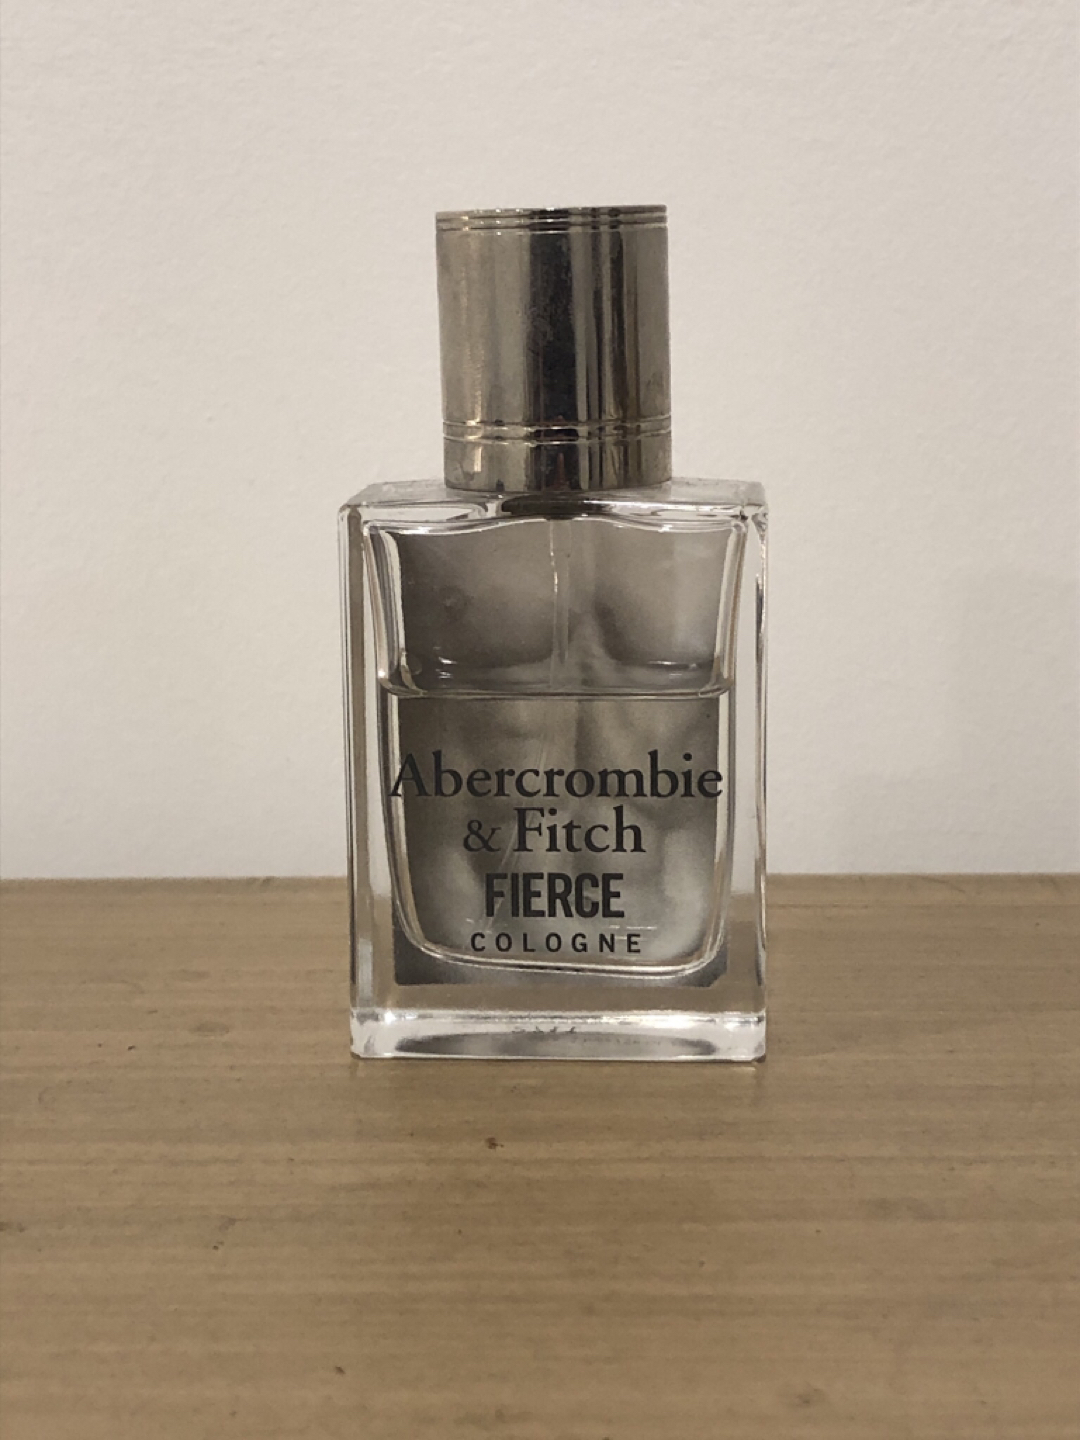 Abercrombie
& Fitch
FIERCE
COLOGNE